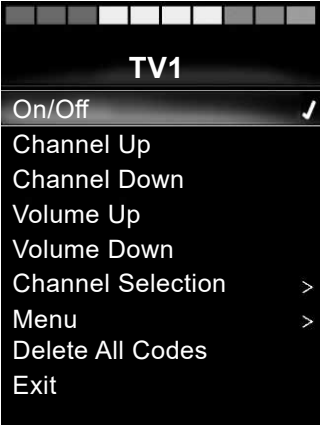 TV1
On/Off
Channel Up
Channel Down
Volume Up
Volume Down
Channel Selection >
Menu >
Delete All Codes
Exit